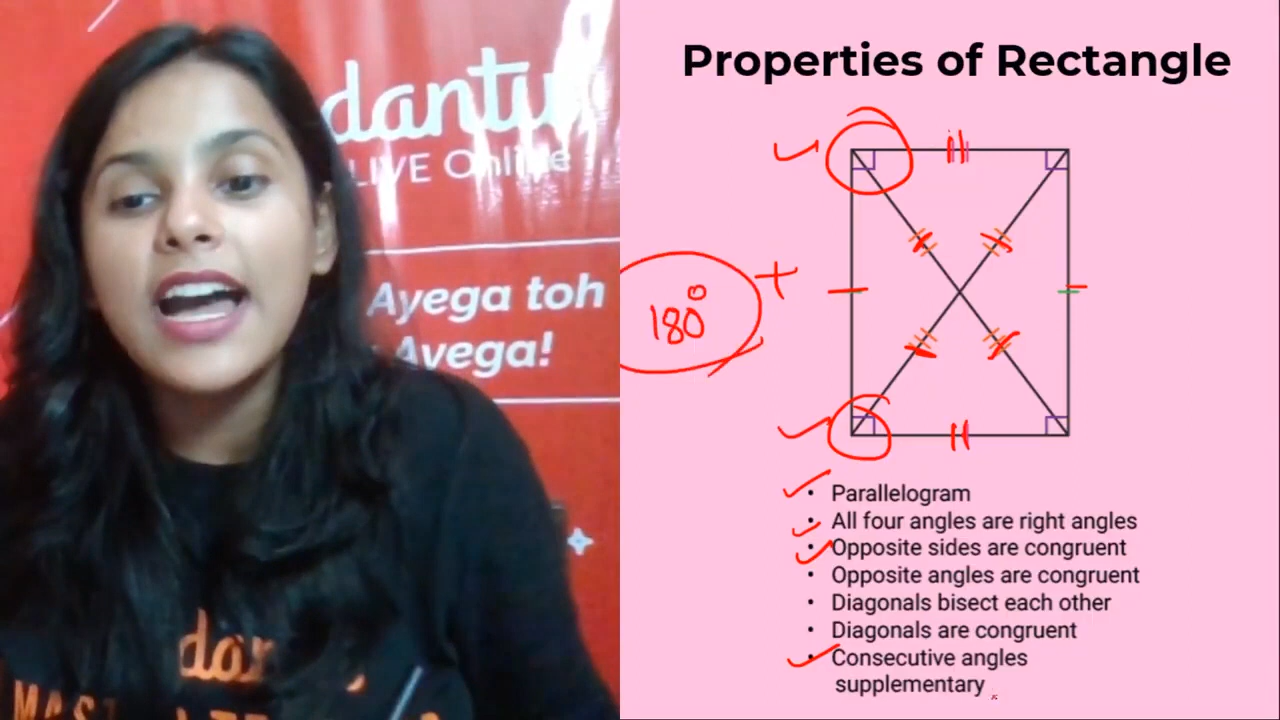 dantu
LIVE Online
Ayega toh
Avega!
dan
Properties of Rectangle
180°
+
• Parallelogram
• All four angles are right angles
• Opposite sides are congruent
• Opposite angles are congruent
• Diagonals bisect each other
• Diagonals are congruent
• Consecutive angles
supplementary